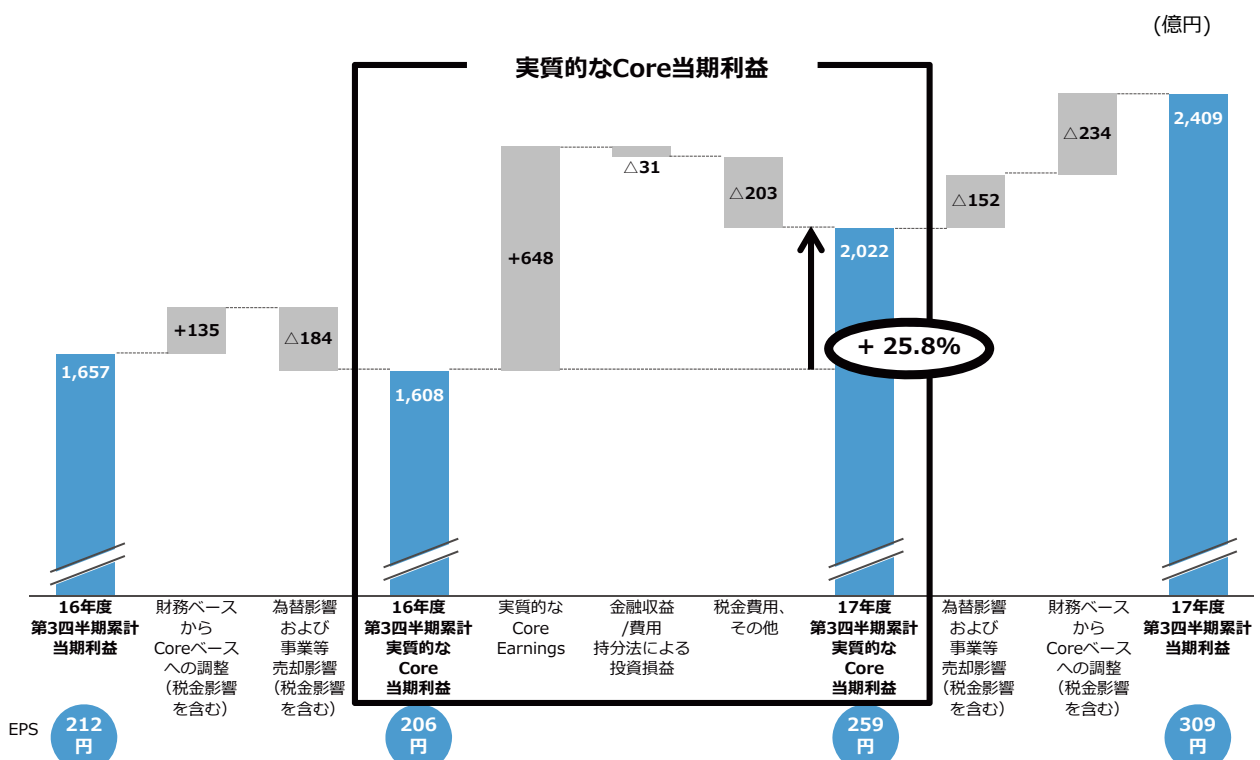 (億円)
実質的なCore当期利益
1,657
+135
△184
1,608
+648
△31
△203
2,022
+ 25.8%
△152
△234
2,409
16年度
第3四半期累計
当期利益
財務ベース
から
Coreベース
への調整
（税金影響
を含む）
為替影響
および
事業等
売却影響
（税金影響
を含む）
16年度
第3四半期累計
実質的な
Core
当期利益
実質的な
Core
Earnings
金融収益
/費用
持分法による
投資損益
税金費用、
その他
17年度
第3四半期累計
実質的な
Core
当期利益
為替影響
および
事業等
売却影響
（税金影響
を含む）
財務ベース
から
Coreベース
への調整
（税金影響
を含む）
17年度
第3四半期累計
当期利益
EPS
212
円
206
円
259
円
309
円